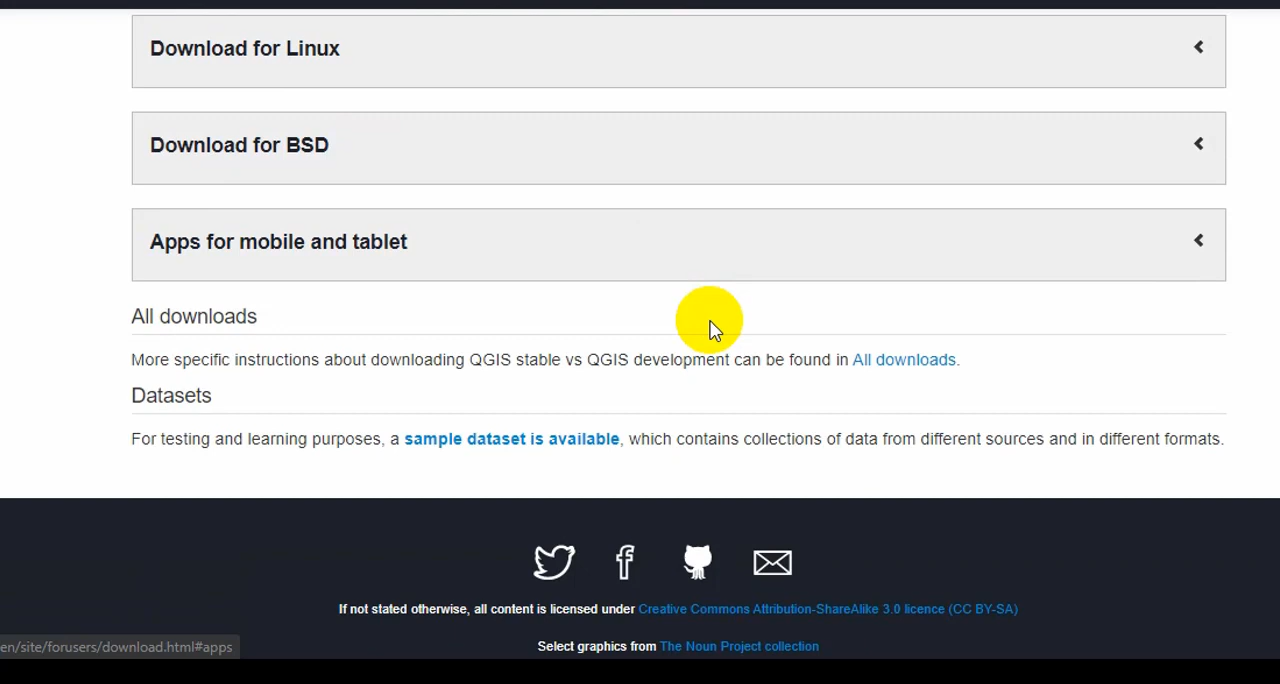 Download for Linux
Download for BSD
Apps for mobile and tablet
All downloads
More specific instructions about downloading QGIS stable vs QGIS development can be found in All downloads.
Datasets
For testing and learning purposes, a sample dataset is available, which contains collections of data from different sources and in different formats.
If not stated otherwise, all content is licensed under Creative Commons Attribution-ShareAlike 3.0 licence (CC BY-SA)
en/site/forusers/download.html#apps
Select graphics from The Noun Project collection